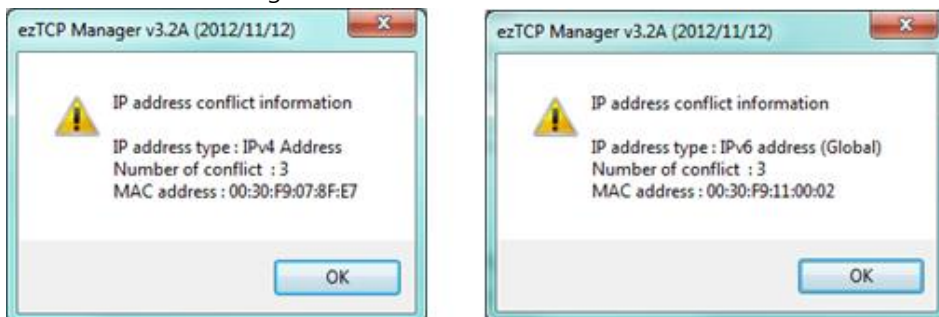 ezTCP Manager v3.2A (2012/11/12)
IP address conflict information
IP address type : IPv4 Address
Number of conflict : 3
MAC address : 00:30:F9:07:8F:E7
OK
ezTCP Manager v3.2A (2012/11/12)
IP address conflict information
IP address type : IPv6 address (Global)
Number of conflict : 3
MAC address : 00:30:F9:11:00:02
OK